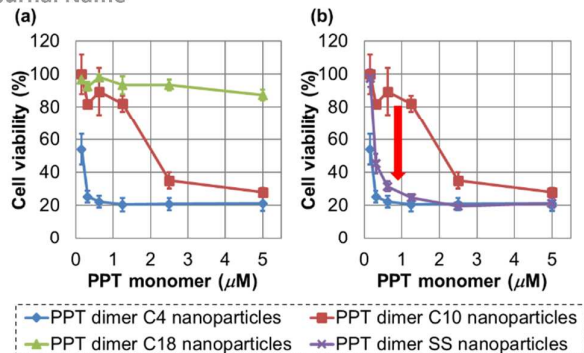 (a)
(b)
120
100
80
60
40
20
0
Cell viability (%)
0 1 2 3 4 5
PPT monomer (μM)
120
100
80
60
40
20
0
Cell viability (%)
0 1 2 3 4 5
PPT monomer (μM)
PPT dimer C4 nanoparticles
PPT dimer C10 nanoparticles
PPT dimer C18 nanoparticles
PPT dimer SS nanoparticles